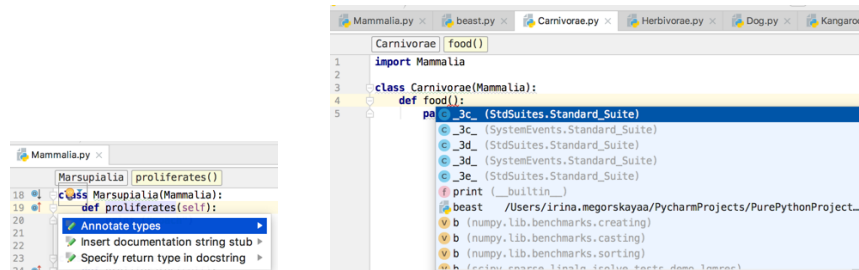 Mammalia.py
Marsupialia proliferates()
18 class Marsupialia(Mammalia):
19 def proliferates(self):
20
21
22
23
Annotate types
Insert documentation string stub
Specify return type in docstring
Mammalia.py beast.py Carnivorae.py Herbivorae.py Dog.py Kangaroo
Carnivorae food()
1 import Mammalia
2
3 class Carnivorae(Mammalia):
4 def food():
5 pa
_3c_ (StdSuites.Standard_Suite)
_3c_ (SystemEvents.Standard_Suite)
_3d_ (StdSuites.Standard_Suite)
_3d_ (SystemEvents.Standard_Suite)
_3e_ (StdSuites.Standard_Suite)
print (__builtin__)
beast /Users/irina.megorskayaa/PycharmProjects/PurePythonProject…
b (numpy.lib.benchmarks.creating)
b (numpy.lib.benchmarks.casting)
b (numpy.lib.benchmarks.sorting)